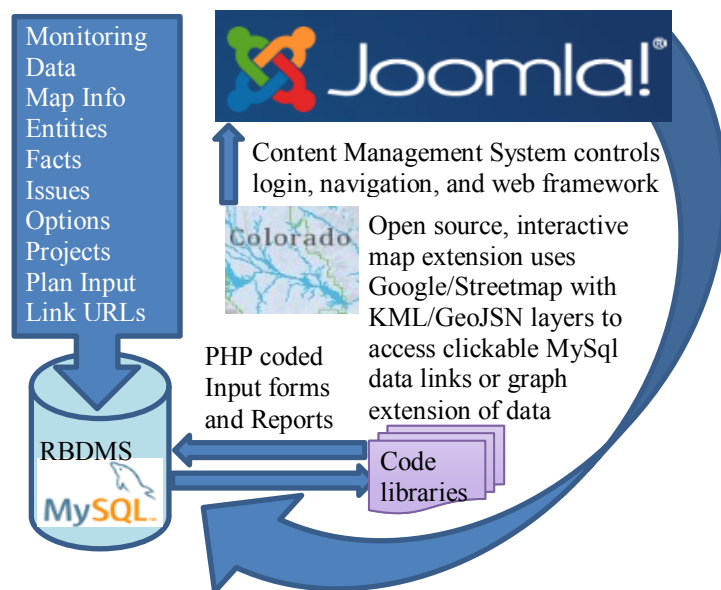 Monitoring
Data
Map Info
Entities
Facts
Issues
Options
Projects
Plan Input
Link URLs
Joomla!®
Content Management System controls
login, navigation, and web framework
Colorado
Open source, interactive
map extension uses
Google/Streetmap with
KML/GeoJSN layers to
access clickable MySql
data links or graph
extension of data
PHP coded
Input forms
and Reports
RBDMS
MySQL
Code
libraries